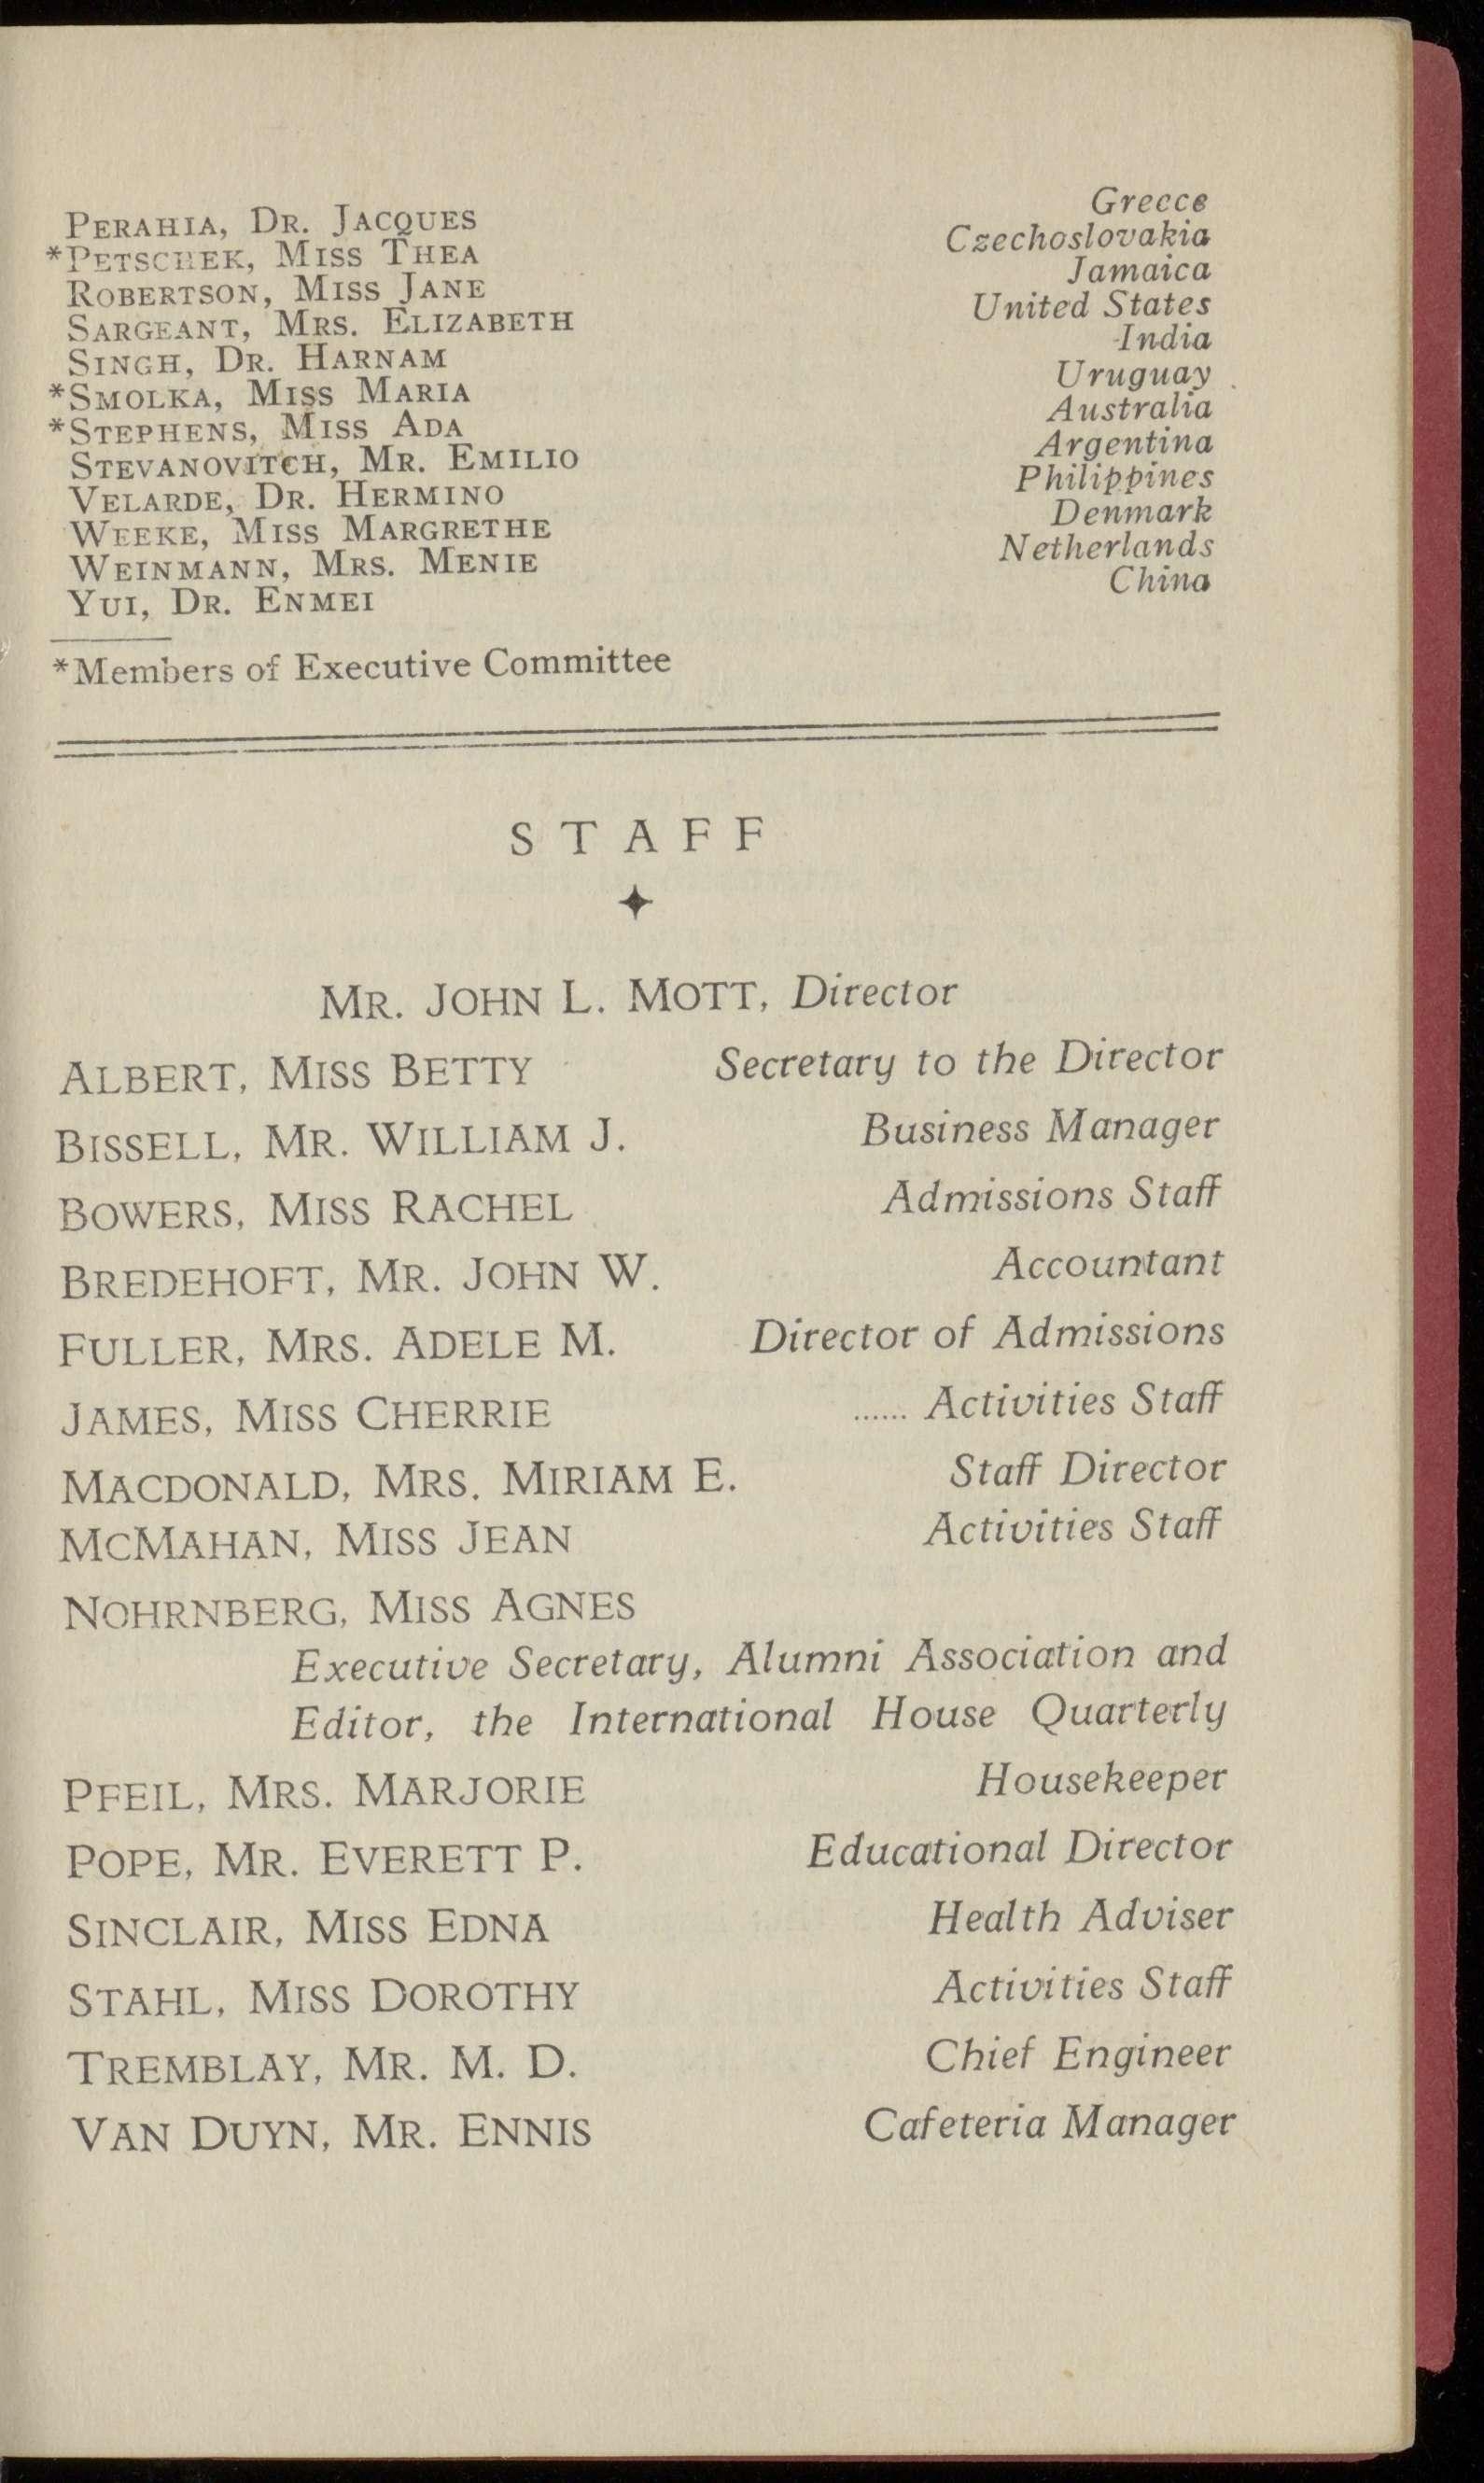 PERAHIA, DR. JACQUES Greece
*PETSCHEK, MISS THEA Czechoslovakia
ROBERTSON, MISS JANE Jamaica
SARGEANT, MRS. ELIZABETH United States
SINGH, DR. HARNAM India
*SMOLKA, MISS MARIA Uruguay
*STEPHENS, MISS ADA Australia
STEVANOVITCH, MR. EMILIO Argentina
VELARDE, DR. HERMINO Philippines
WEEKE, MISS MARGRETHE Denmark
WEINMANN, MRS. MENIE Netherlands
YUI, DR. ENMEI China
*Members of Executive Committee
STAFF
MR. JOHN L. MOTT, Director
ALBERT, MISS BETTY Secretary to the Director
BISSELL, MR. WILLIAM J. Business Manager
BOWERS, MISS RACHEL Admissions Staff
BREDEHOFT, MR. JOHN W. Accountant
FULLER, MRS. ADELE M. Director of Admissions
JAMES, MISS CHERRIE ...... Activities Staff
MACDONALD, MRS. MIRIAM E. Staff Director
MCMAHAN, MISS JEAN Activities Staff
NOHRNBERG, MISS AGNES
Executive Secretary, Alumni Association and
Editor, the International House Quarterly
PFEIL, MRS. MARJORIE Housekeeper
POPE, MR. EVERETT P. Educational Director
SINCLAIR, MISS EDNA Health Adviser
STAHL, MISS DOROTHY Activities Staff
TREMBLAY, MR. M. D. Chief Engineer
VAN DUYN, MR. ENNIS Cafeteria Manager